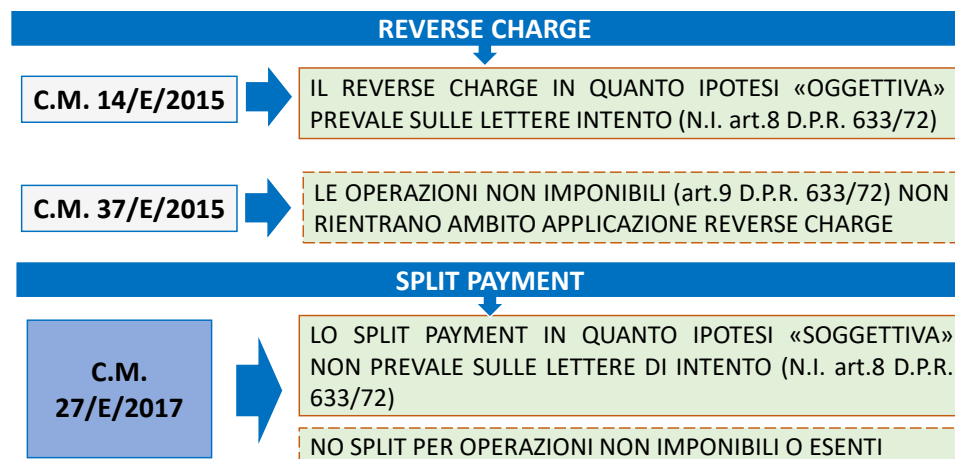 REVERSE CHARGE
C.M. 14/E/2015
IL REVERSE CHARGE IN QUANTO IPOTESI «OGGETTIVA»
PREVALE SULLE LETTERE INTENTO (N.I. art.8 D.P.R. 633/72)
C.M. 37/E/2015
LE OPERAZIONI NON IMPONIBILI (art.9 D.P.R. 633/72) NON
RIENTRANO AMBITO APPLICAZIONE REVERSE CHARGE
SPLIT PAYMENT
C.M.
27/E/2017
LO SPLIT PAYMENT IN QUANTO IPOTESI «SOGGETTIVA»
NON PREVALE SULLE LETTERE DI INTENTO (N.I. art.8 D.P.R.
633/72)
NO SPLIT PER OPERAZIONI NON IMPONIBILI O ESENTI